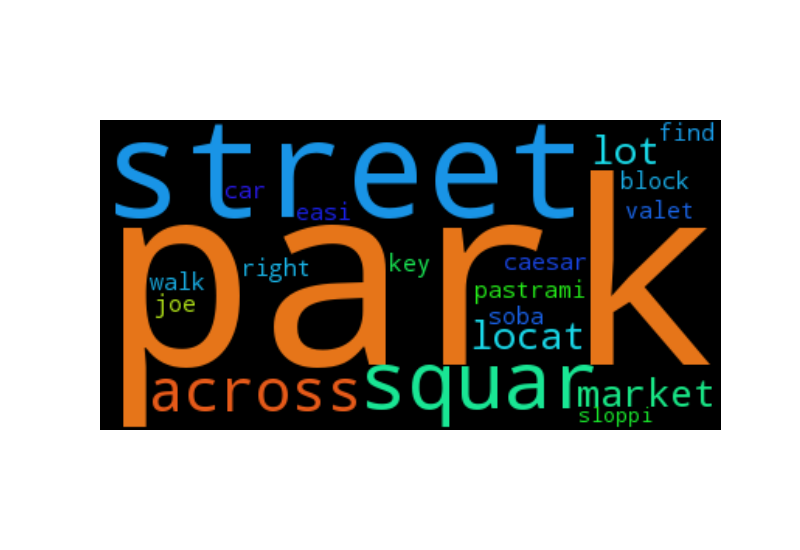 find
street
lot
block
car
valet
easi
park
key
caesar
right
walk
pastrami
joe
soba
locat
across
squar
market
sloppi